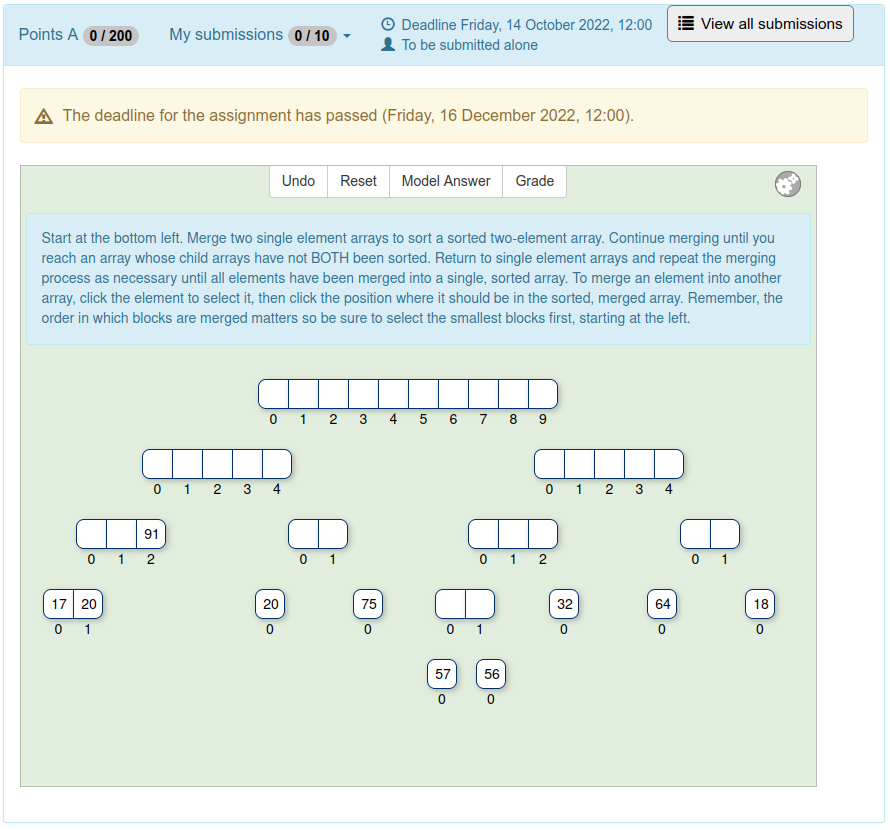 Points A 0 / 200 My submissions 0 / 10 Deadline Friday, 14 October 2022, 12:00 View all submissions
To be submitted alone
The deadline for the assignment has passed (Friday, 16 December 2022, 12:00).
Undo Reset Model Answer Grade
Start at the bottom left. Merge two single element arrays to sort a sorted two-element array. Continue merging until you
reach an array whose child arrays have not BOTH been sorted. Return to single element arrays and repeat the merging
process as necessary until all elements have been merged into a single, sorted array. To merge an element into another
array, click the element to select it, then click the position where it should be in the sorted, merged array. Remember, the
order in which blocks are merged matters so be sure to select the smallest blocks first, starting at the left.
0 1 2 3 4 5 6 7 8 9
0 1 2 3 4 0 1 2 3 4
91
0 1 2 0 1 0 1 2 0 1
17 20 20 75 32 64 18
0 1 0 0 0 1 0 0 0
57 56
0 0